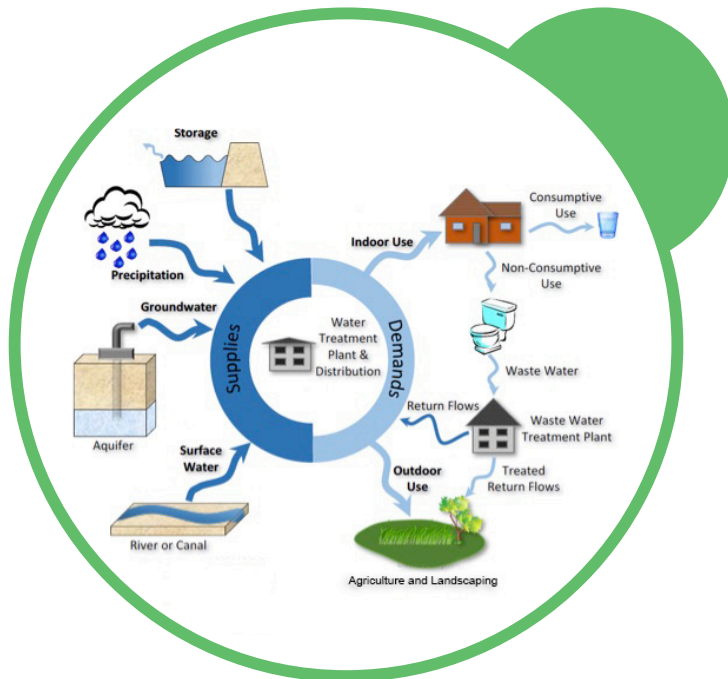 Storage
Precipitation
Groundwater
Aquifer
Surface
Water
River or Canal
Supplies
Water
Treatment
Plant &
Distribution
Demands
Indoor Use
Consumptive
Use
Non-Consumptive
Use
Waste Water
Return Flows
Waste Water
Treatment Plant
Treated
Return Flows
Outdoor
Use
Agriculture and Landscaping